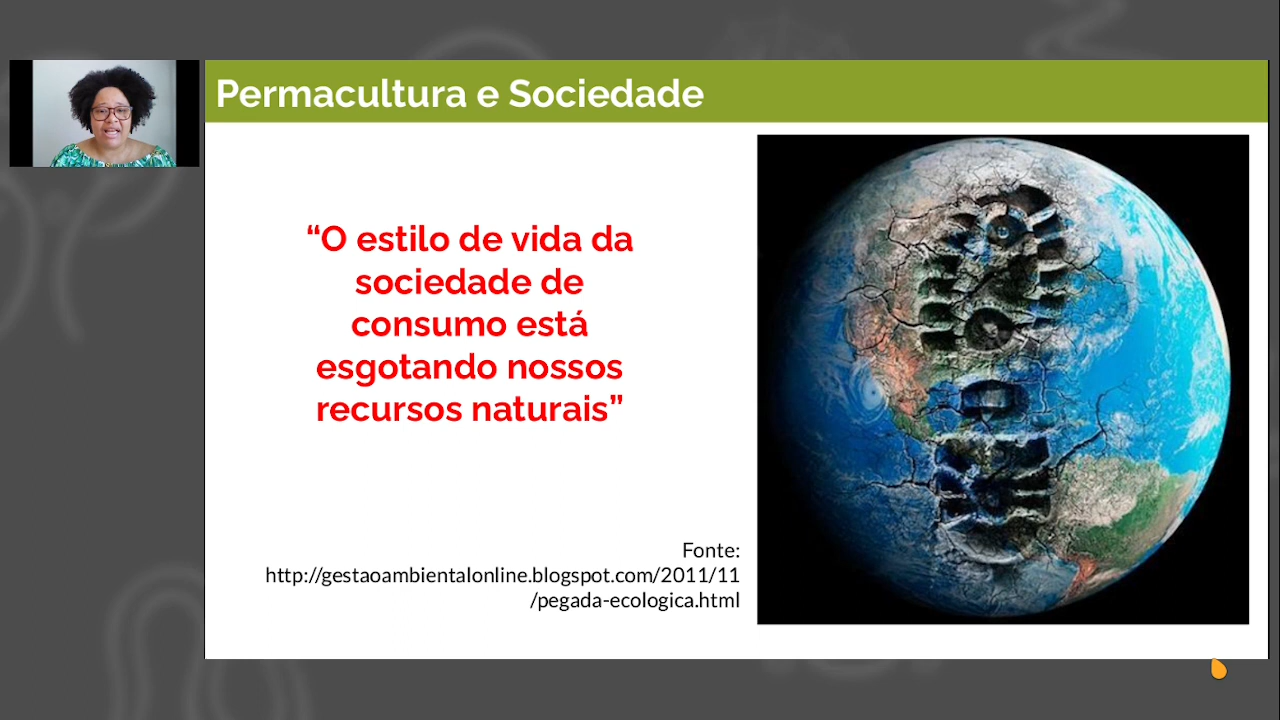 Permacultura e Sociedade
“O estilo de vida da
sociedade de
consumo está
esgotando nossos
recursos naturais”
Fonte:
http://gestaoambientalonline.blogspot.com/2011/11
/pegada-ecologica.html